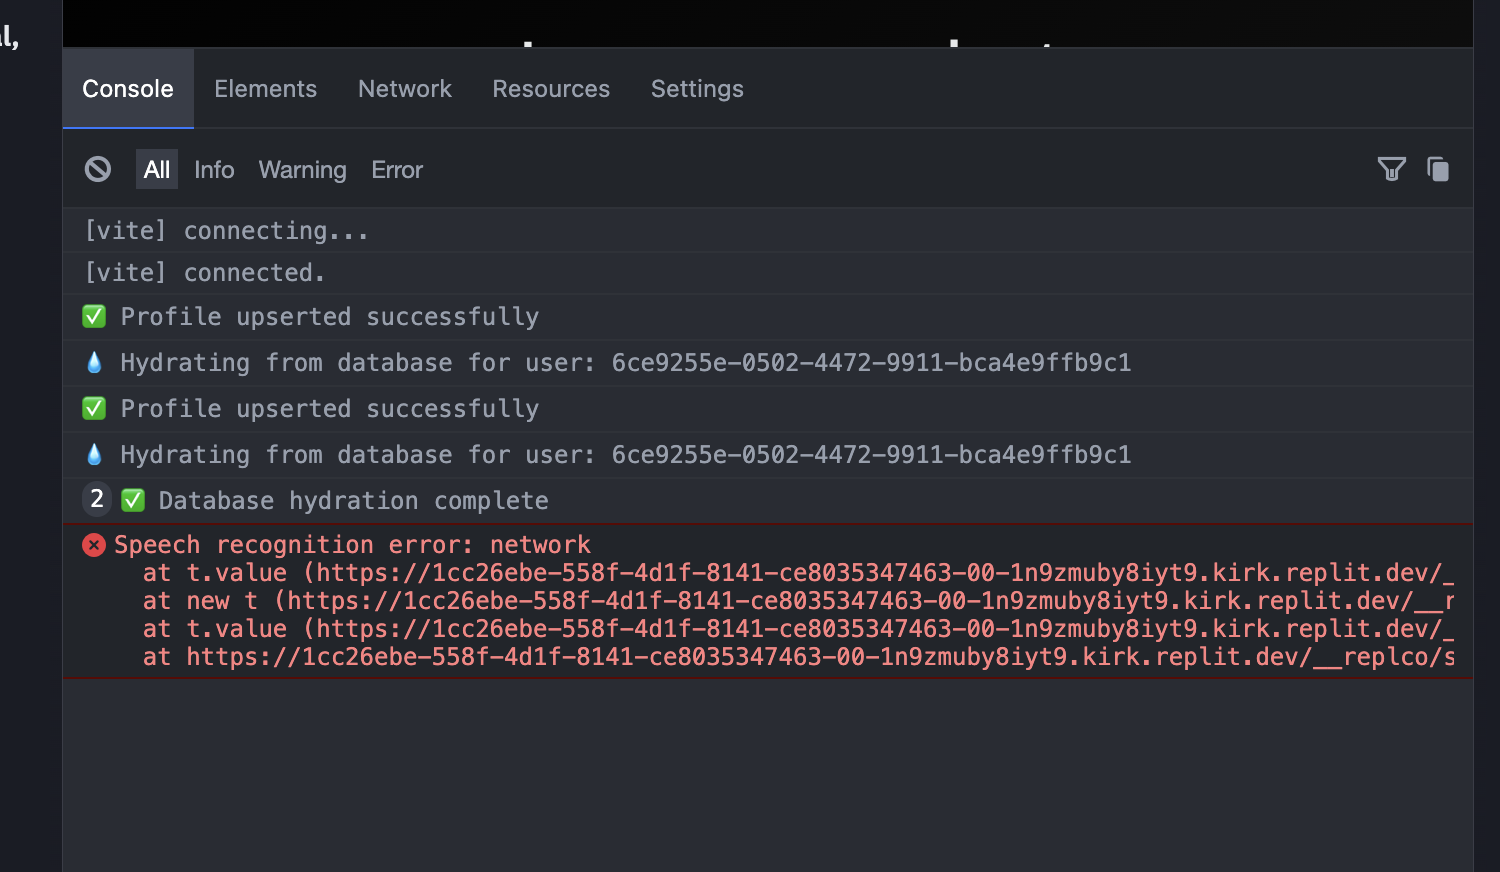 Console Elements Network Resources Settings
All Info Warning Error
[vite] connecting...
[vite] connected.
✅ Profile upserted successfully
💧 Hydrating from database for user: 6ce9255e-0502-4472-9911-bca4e9ffb9c1
✅ Profile upserted successfully
💧 Hydrating from database for user: 6ce9255e-0502-4472-9911-bca4e9ffb9c1
2 ✅ Database hydration complete
Speech recognition error: network
at t.value (https://1cc26ebe-558f-4d1f-8141-ce8035347463-00-1n9zmuby8iyt9.kirk.replit.dev/_
at new t (https://1cc26ebe-558f-4d1f-8141-ce8035347463-00-1n9zmuby8iyt9.kirk.replit.dev/__r
at t.value (https://1cc26ebe-558f-4d1f-8141-ce8035347463-00-1n9zmuby8iyt9.kirk.replit.dev/_
at https://1cc26ebe-558f-4d1f-8141-ce8035347463-00-1n9zmuby8iyt9.kirk.replit.dev/__replco/s